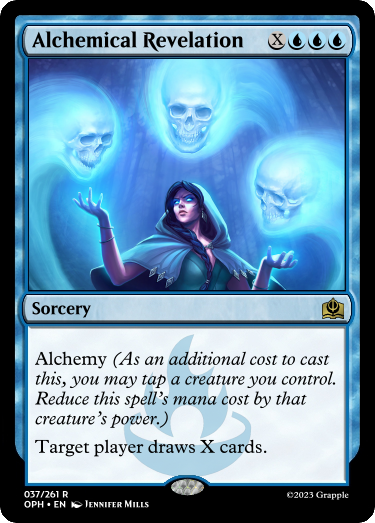 Alchemical Revelation X
Sorcery
Alchemy (As an additional cost to cast
this, you may tap a creature you control.
Reduce this spell's mana cost by that
creature's power.)
Target player draws X cards.
037/261 R
OPH • EN Jennifer Mills
©2023 Grapple